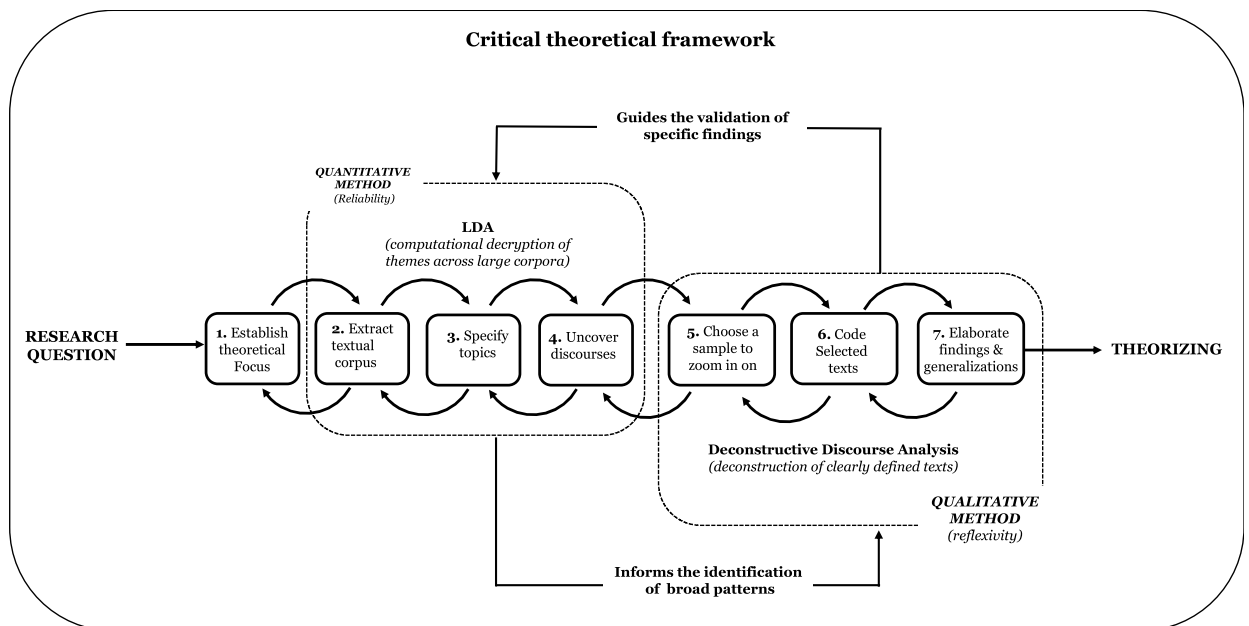 Critical theoretical framework
Guides the validation of
specific findings
QUANTITATIVE
METHOD
(Reliability)
LDA
(computational decryption of
themes across large corpora)
RESEARCH
QUESTION
1. Establish
theoretical
Focus
2. Extract
textual
corpus
3. Specify
topics
4. Uncover
discourses
5. Choose a
sample to
zoom in on
6. Code
Selected
texts
7. Elaborate
findings &
generalizations
THEORIZING
Deconstructive Discourse Analysis
(deconstruction of clearly defined texts)
QUALITATIVE
METHOD
(reflexivity)
Informs the identification
of broad patterns